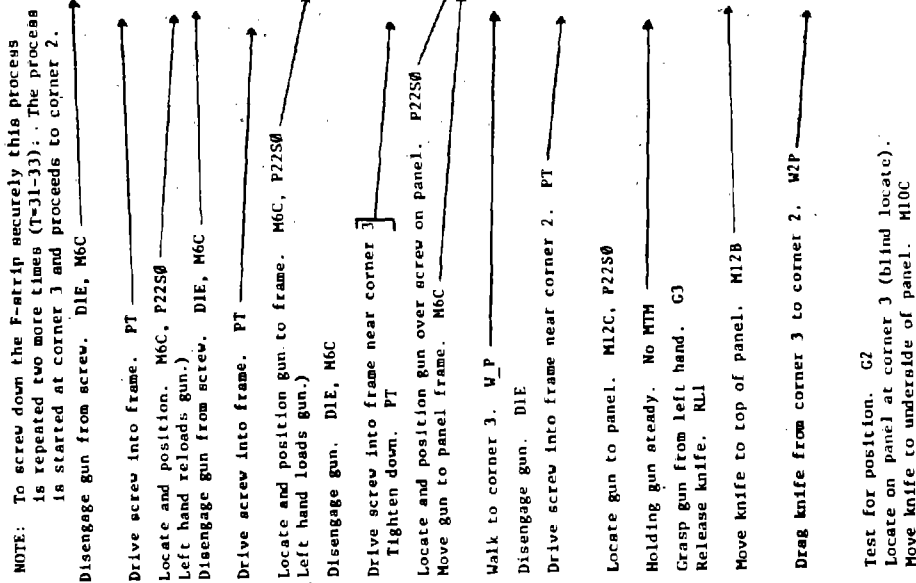 NOTE: To screw down the F-strip securely this process
is repeated two more times (T=31-33). The process
is started at corner 3 and proceeds to corner 2.
Disengage gun from screw. D1E, M6C
Drive screw into frame. PT
Locate and position. M6C, P22SØ
Left hand reloads gun.)
Disengage gun from screw. D1E, M6C
Drive screw into frame. PT
Locate and position gun to frame. M6C, P22SØ
Left hand loads gun.)
Disengage gun. D1E, M6C
Drive screw into frame near corner 3
Tighten down. PT
Locate and position gun over screw on panel. P22SØ
Move gun to panel frame. M6C
Walk to corner 3. W_P
Disengage gun. D1E
Drive screw into frame near corner 2. PT
Locate gun to panel. M12C, P22SØ
Holding gun steady. No MTM
Grasp gun from left hand. G3
Release knife. RL1
Move knife to top of panel. M12B
Drag knife from corner 3 to corner 2. W2P
Test for position. G2
Locate on panel at corner 3 (blind locate).
Move knife to underside of panel. M10C